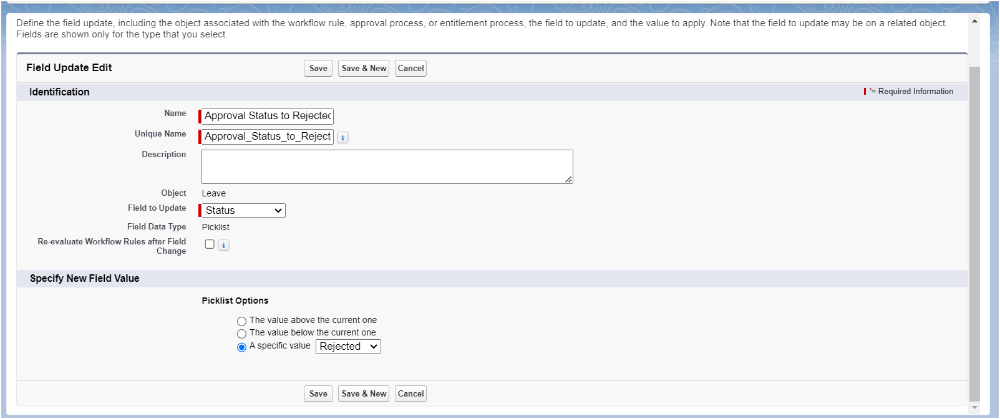 Define the field update, including the object associated with the workflow rule, approval process, or entitlement process, the field to update, and the value to apply. Note that the field to update may be on a related object.
Fields are shown only for the type that you select.
Field Update Edit
Save
Save & New
Cancel
Identification
*= Required Information
Name
Approval Status to Rejected
Unique Name
Approval_Status_to_Reject
i
Description
Object
Leave
Field to Update
Status
Field Data Type
Picklist
Re-evaluate Workflow Rules after Field
Change
i
Specify New Field Value
Picklist Options
The value above the current one
The value below the current one
A specific value
Rejected
Save
Save & New
Cancel